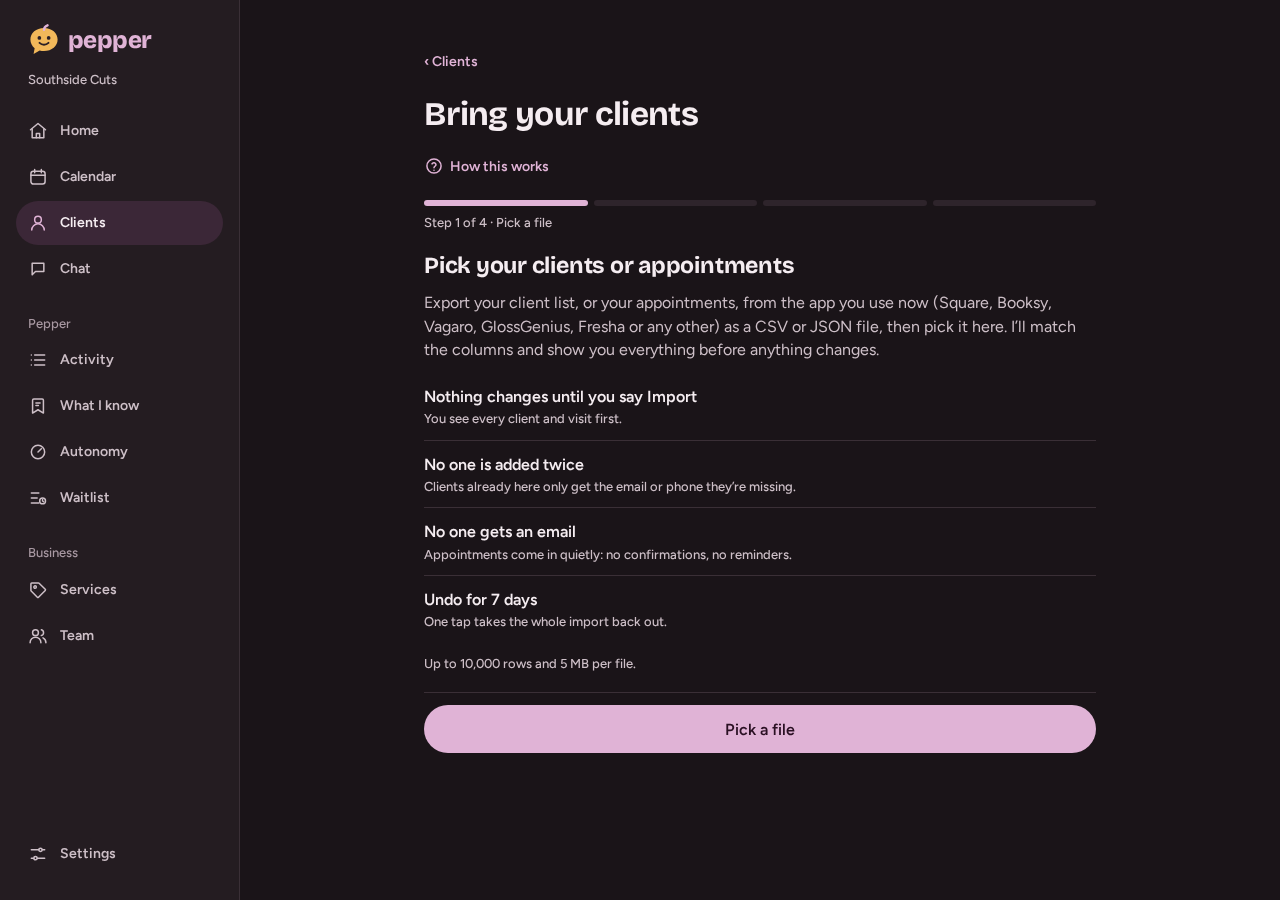 pepper
Southside Cuts
Home
Calendar
Clients
Chat
Pepper
Activity
What I know
Autonomy
Waitlist
Business
Services
Team
Settings
‹ Clients
Bring your clients
How this works
Step 1 of 4 · Pick a file
Pick your clients or appointments
Export your client list, or your appointments, from the app you use now (Square, Booksy,
Vagaro, GlossGenius, Fresha or any other) as a CSV or JSON file, then pick it here. I’ll match
the columns and show you everything before anything changes.
Nothing changes until you say Import
You see every client and visit first.
No one is added twice
Clients already here only get the email or phone they’re missing.
No one gets an email
Appointments come in quietly: no confirmations, no reminders.
Undo for 7 days
One tap takes the whole import back out.
Up to 10,000 rows and 5 MB per file.
Pick a file